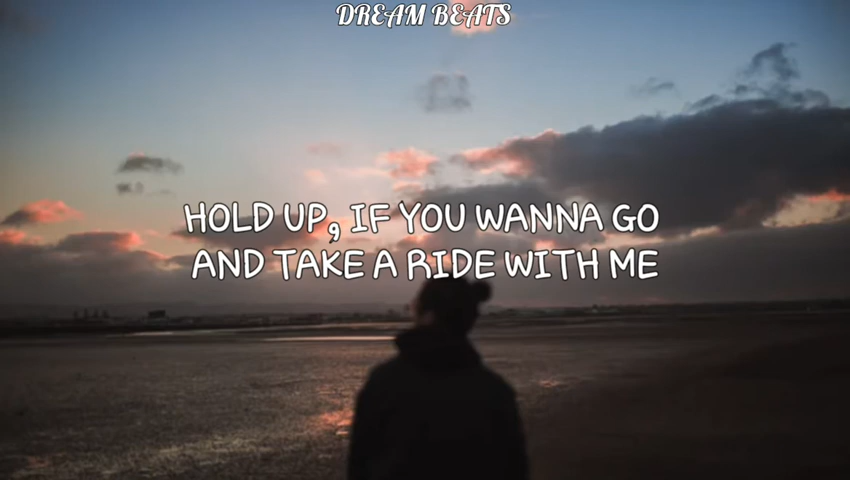 DREAM BEATS
HOLD UP, IF YOU WANNA GO
AND TAKE A RIDE WITH ME